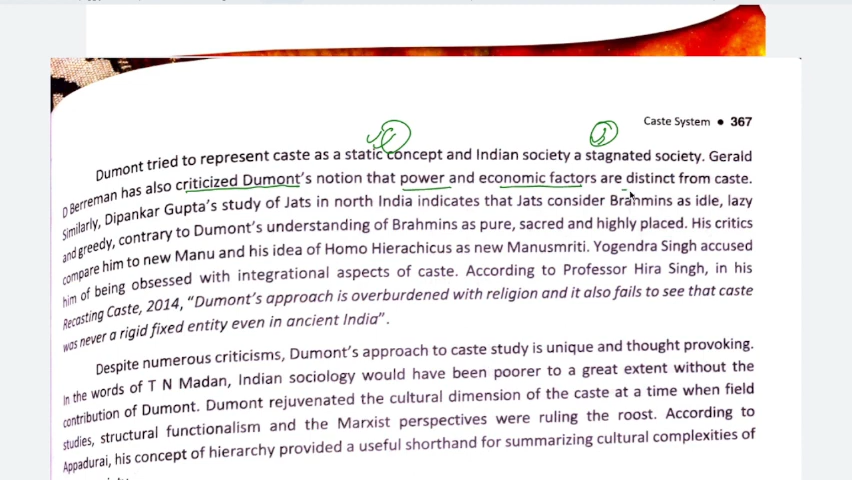 Caste System • 367
Dumont tried to represent caste as a static concept and Indian society a stagnated society. Gerald
D Berreman has also criticized Dumont's notion that power and economic factors are distinct from caste.
Similarly, Dipankar Gupta's study of Jats in north India indicates that Jats consider Brahmins as idle, lazy
and greedy, contrary to Dumont's understanding of Brahmins as pure, sacred and highly placed. His critics
compare him to new Manu and his idea of Homo Hierachicus as new Manusmriti. Yogendra Singh accused
him of being obsessed with integrational aspects of caste. According to Professor Hira Singh, in his
Recasting Caste, 2014, "Dumont's approach is overburdened with religion and it also fails to see that caste
was never a rigid fixed entity even in ancient India".
Despite numerous criticisms, Dumont's approach to caste study is unique and thought provoking.
In the words of T N Madan, Indian sociology would have been poorer to a great extent without the
contribution of Dumont. Dumont rejuvenated the cultural dimension of the caste at a time when field
studies, structural functionalism and the Marxist perspectives were ruling the roost. According to
Appadurai, his concept of hierarchy provided a useful shorthand for summarizing cultural complexities of